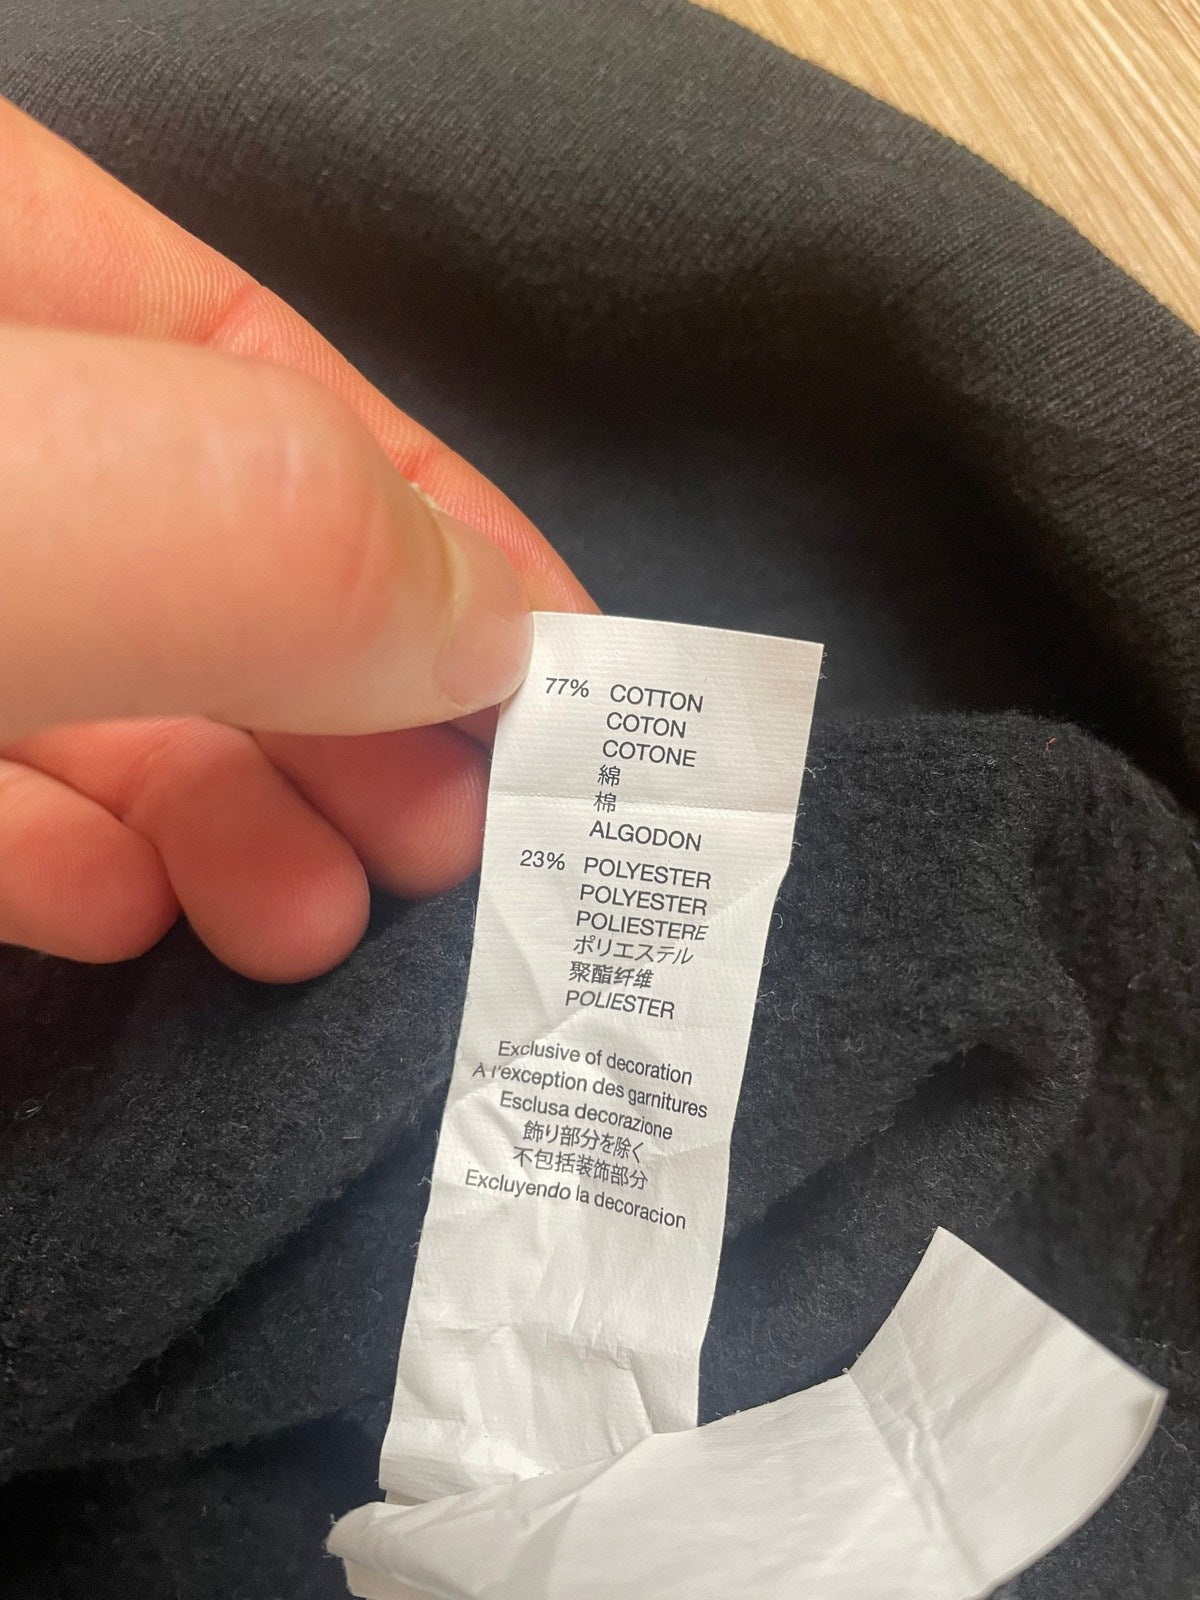 77% COTTON
COTON
COTONE
綿
棉
ALGODON
23% POLYESTER
POLYESTER
POLIESTERE
ポリエステル
聚酯纤维
POLIESTER
Exclusive of decoration
À l'exception des garnitures
Esclusa decorazione
飾り部分を除く
不包括装饰部分
Excluyendo la decoracion